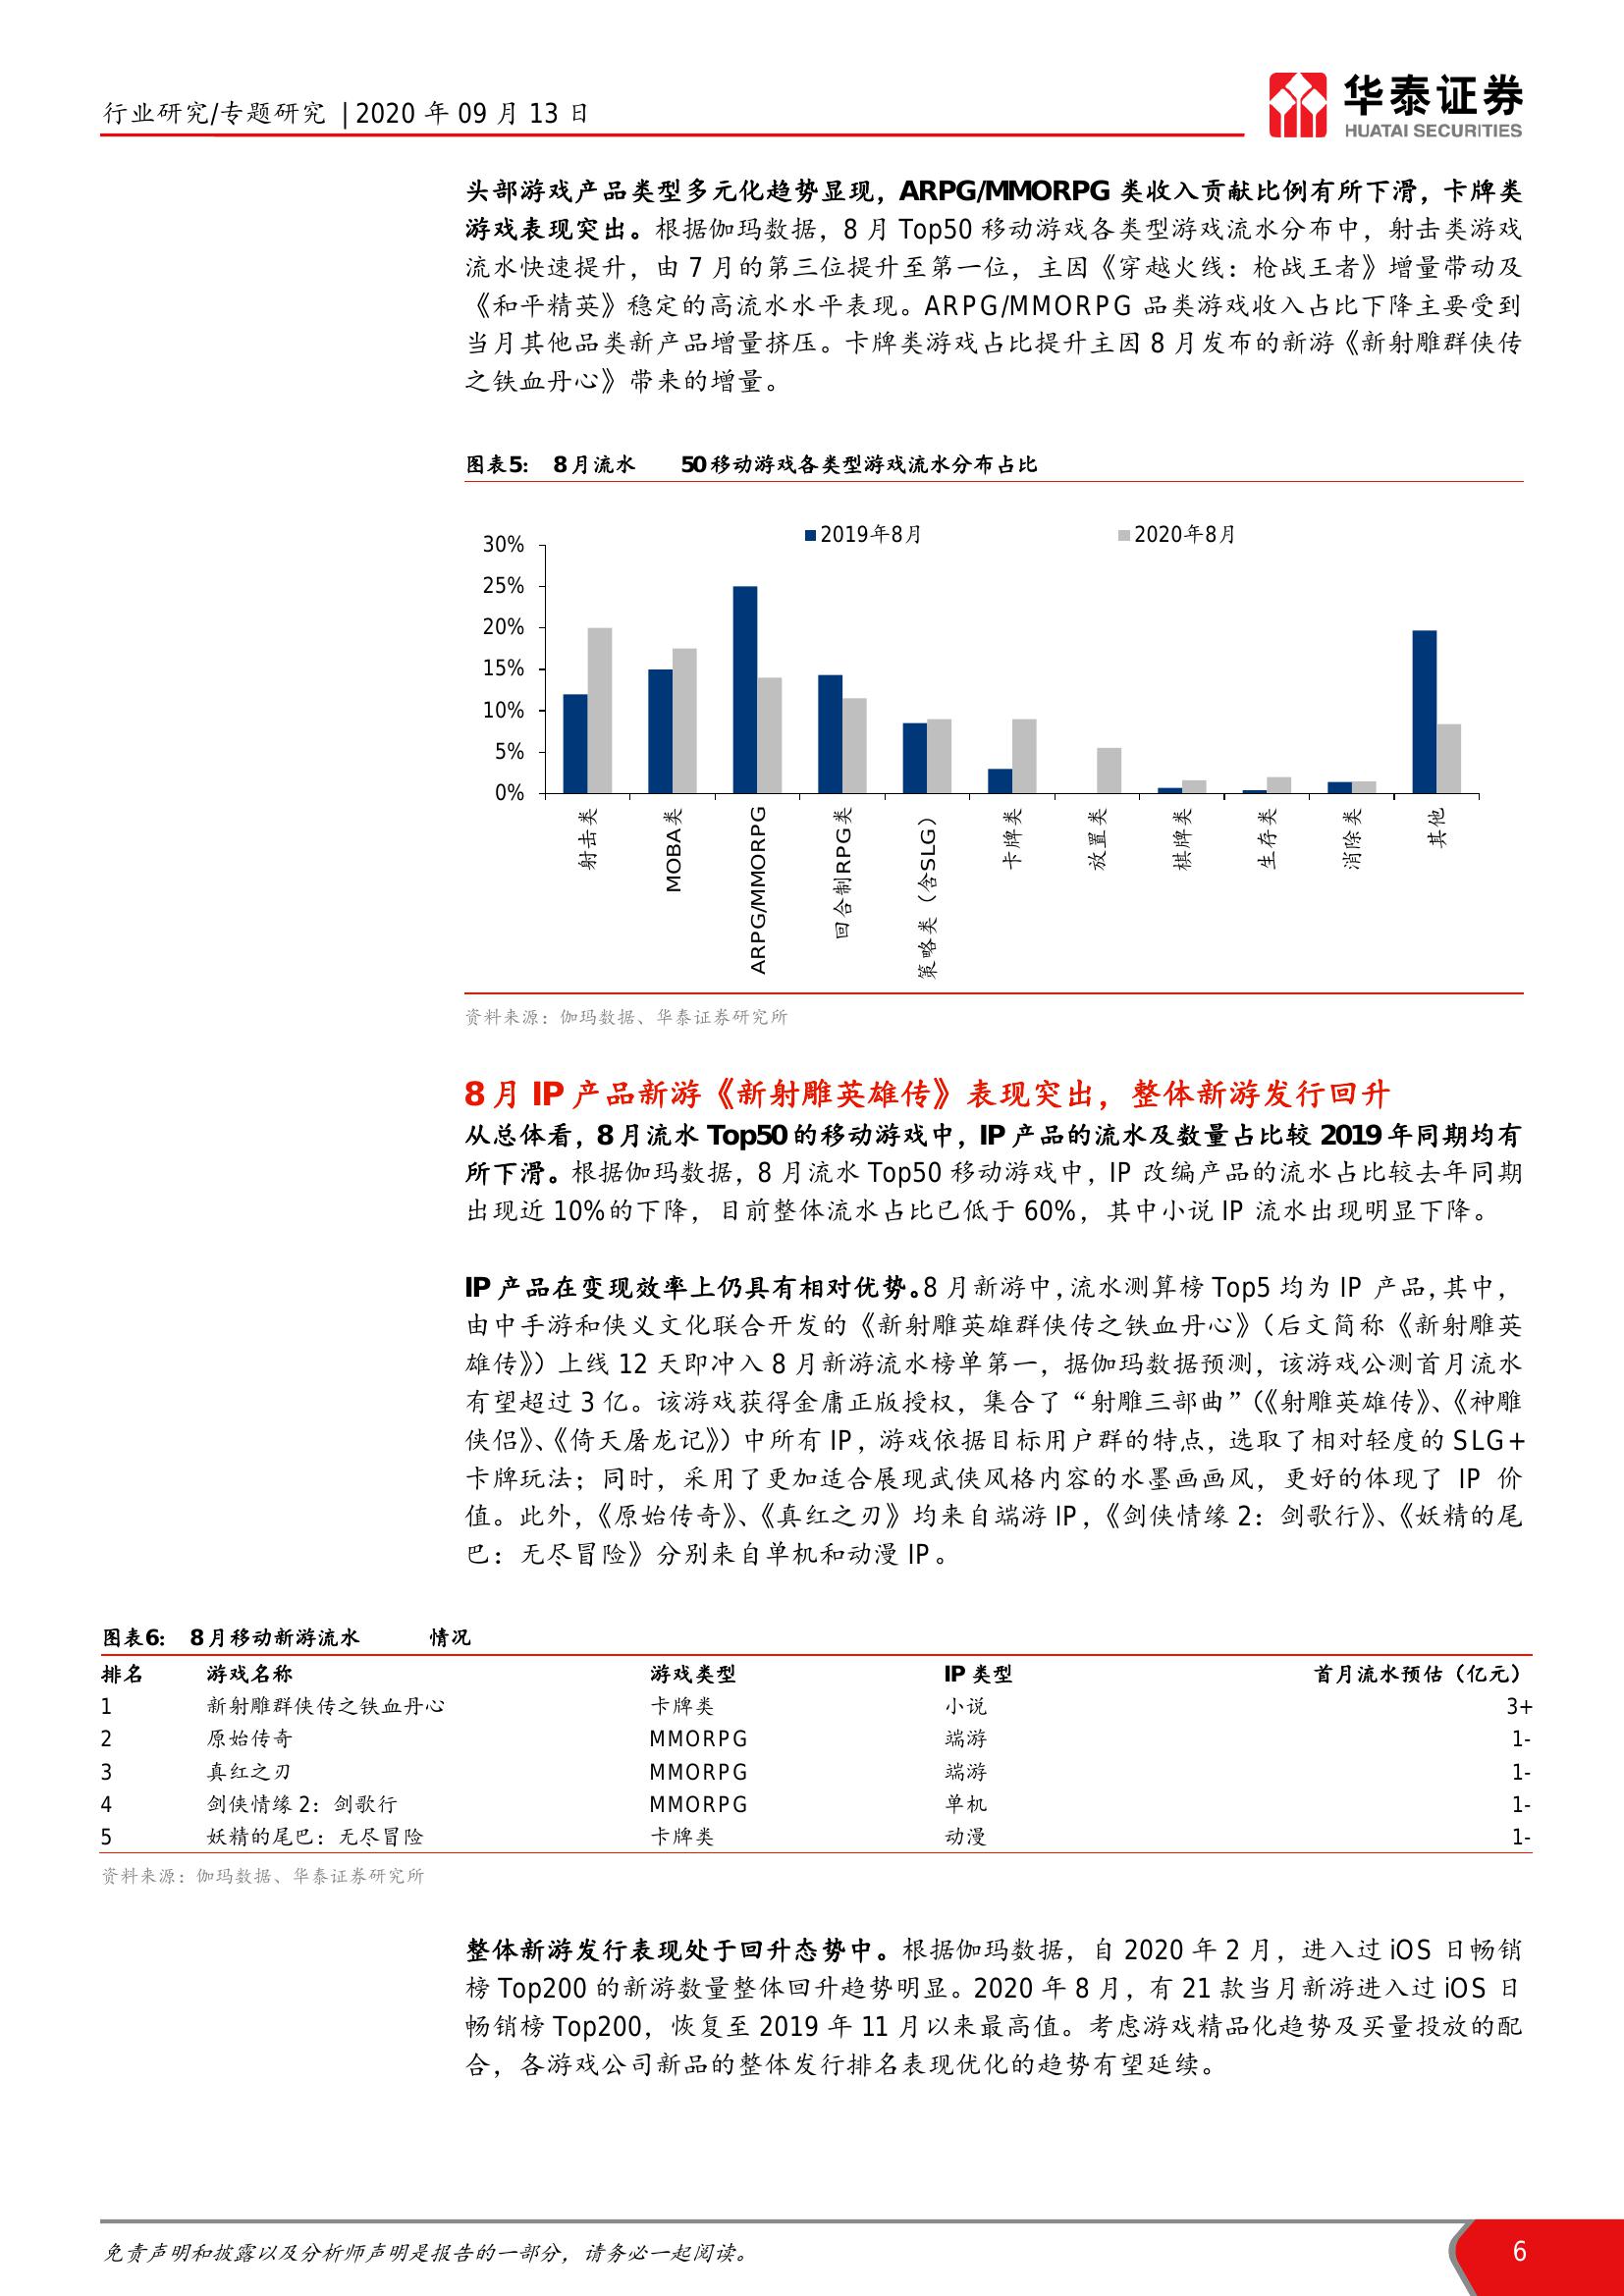 行业研究/专题研究 | 2020 年 09 月 13 日
华泰证券
HUATAI SECURITIES
头部游戏产品类型多元化趋势显现，ARPG/MMORPG 类收入贡献比例有所下滑，卡牌类
游戏表现突出。根据伽玛数据，8 月 Top50 移动游戏各类型游戏流水分布中，射击类游戏
流水快速提升，由 7 月的第三位提升至第一位，主因《穿越火线：枪战王者》增量带动及
《和平精英》稳定的高流水水平表现。ARPG/MMORPG 品类游戏收入占比下降主要受到
当月其他品类新产品增量挤压。卡牌类游戏占比提升主因 8 月发布的新游《新射雕群侠传
之铁血丹心》带来的增量。
图表5： 8 月流水 50 移动游戏各类型游戏流水分布占比
2019年8月 2020年8月
30%
25%
20%
15%
10%
5%
0%
射击类
MOBA类
ARPG/MMORPG
回合制RPG类
策略类（含SLG）
卡牌类
放置类
棋牌类
生存类
消除类
其他
资料来源：伽玛数据、华泰证券研究所
8 月 IP 产品新游《新射雕英雄传》表现突出，整体新游发行回升
从总体看，8 月流水 Top50 的移动游戏中，IP 产品的流水及数量占比较 2019 年同期均有
所下滑。根据伽玛数据，8 月流水 Top50 移动游戏中，IP 改编产品的流水占比较去年同期
出现近 10%的下降，目前整体流水占比已低于 60%，其中小说 IP 流水出现明显下降。
IP 产品在变现效率上仍具有相对优势。8 月新游中，流水测算榜 Top5 均为 IP 产品，其中，
由中手游和侠义文化联合开发的《新射雕英雄群侠传之铁血丹心》（后文简称《新射雕英
雄传》）上线 12 天即冲入 8 月新游流水榜单第一，据伽玛数据预测，该游戏公测首月流水
有望超过 3 亿。该游戏获得金庸正版授权，集合了“射雕三部曲”（《射雕英雄传》、《神雕
侠侣》、《倚天屠龙记》）中所有 IP，游戏依据目标用户群的特点，选取了相对轻度的 SLG+
卡牌玩法；同时，采用了更加适合展现武侠风格内容的水墨画画风，更好的体现了 IP 价
值。此外，《原始传奇》、《真红之刃》均来自端游 IP，《剑侠情缘 2：剑歌行》、《妖精的尾
巴：无尽冒险》分别来自单机和动漫 IP。
图表6： 8 月移动新游流水 情况
排名 游戏名称 游戏类型 IP 类型 首月流水预估（亿元）
1 新射雕群侠传之铁血丹心 卡牌类 小说 3+
2 原始传奇 MMORPG 端游 1-
3 真红之刃 MMORPG 端游 1-
4 剑侠情缘 2：剑歌行 MMORPG 单机 1-
5 妖精的尾巴：无尽冒险 卡牌类 动漫 1-
资料来源：伽玛数据、华泰证券研究所
整体新游发行表现处于回升态势中。根据伽玛数据，自 2020 年 2 月，进入过 iOS 日畅销
榜 Top200 的新游数量整体回升趋势明显。2020 年 8 月，有 21 款当月新游进入过 iOS 日
畅销榜 Top200，恢复至 2019 年 11 月以来最高值。考虑游戏精品化趋势及买量投放的配
合，各游戏公司新品的整体发行排名表现优化的趋势有望延续。
免责声明和披露以及分析师声明是报告的一部分，请务必一起阅读。
6